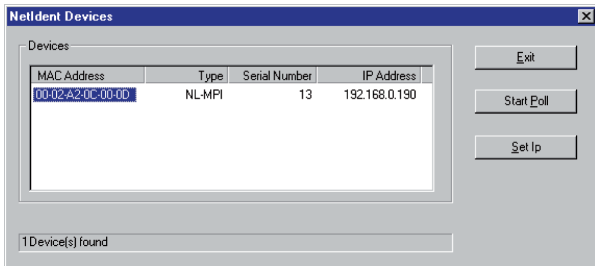 NetIdent Devices
Devices
Exit
MAC Address Type Serial Number IP Address
00-02-A2-0C-00-0D NL-MPI 13 192.168.0.190
Start Poll
Set Ip
1 Device(s) found